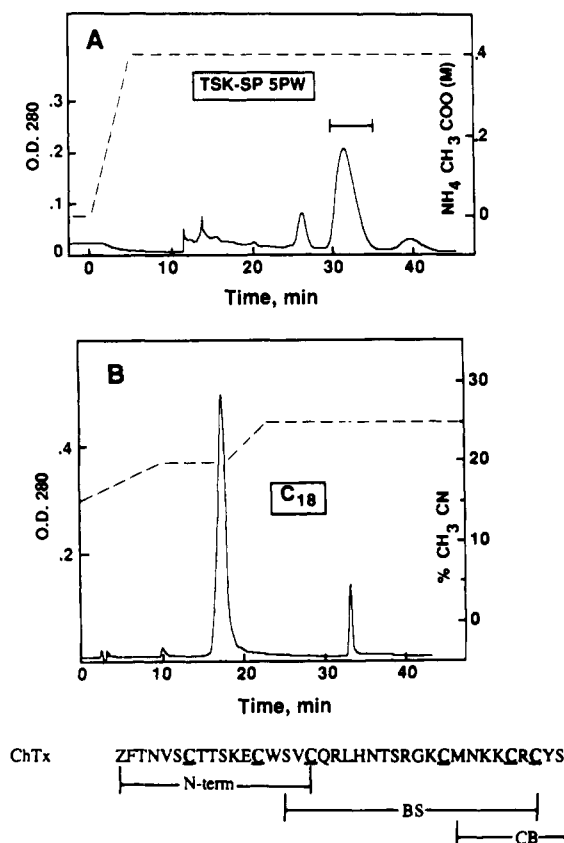 A
TSK-SP 5PW
O.D. 280
.3
.2
.1
0
NH4 CH3 COO (M)
.4
.2
0
0 10 20 30 40
Time, min
B
C18
O.D. 280
.4
.2
% CH3 CN
30
20
10
0
0 10 20 30 40
Time, min
ChTx ZFTNVSCTTSKECWSVCQRLHNTSRGKCMNKKCRCYS
N-term
BS
CB